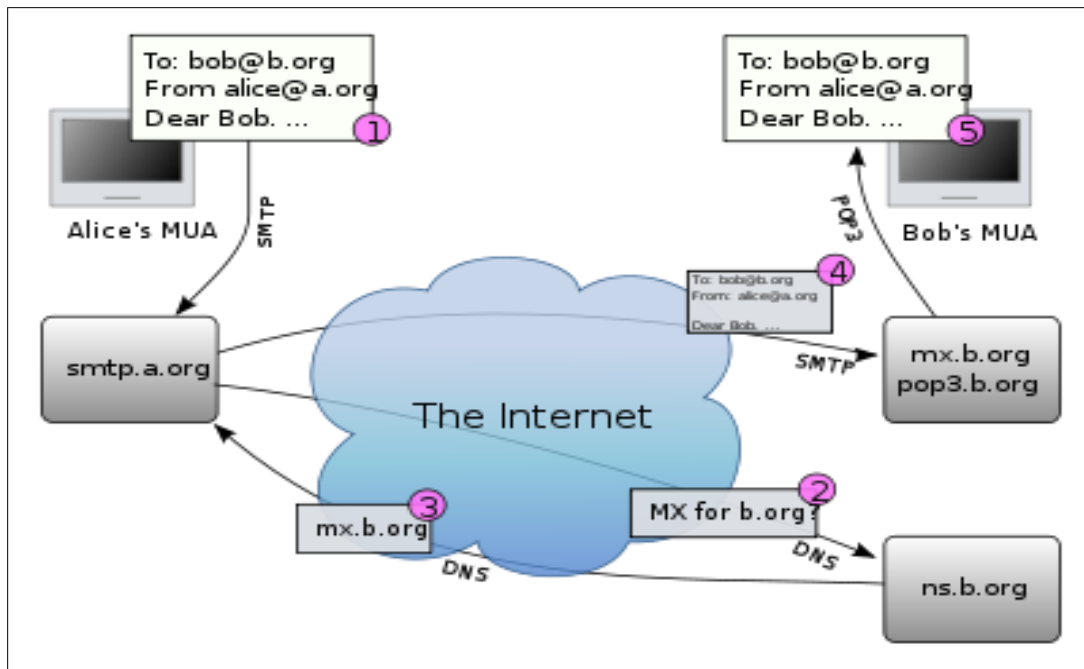 To: bob@b.org
From alice@a.org
Dear Bob. ...
1
Alice's MUA
SMTP
To: bob@b.org
From alice@a.org
Dear Bob. ...
5
Bob's MUA
POP3
4
To: bob@b.org
From: alice@a.org
Dear Bob. ...
SMTP
smtp.a.org
mx.b.org
pop3.b.org
The Internet
3
mx.b.org
DNS
2
MX for b.org?
DNS
ns.b.org